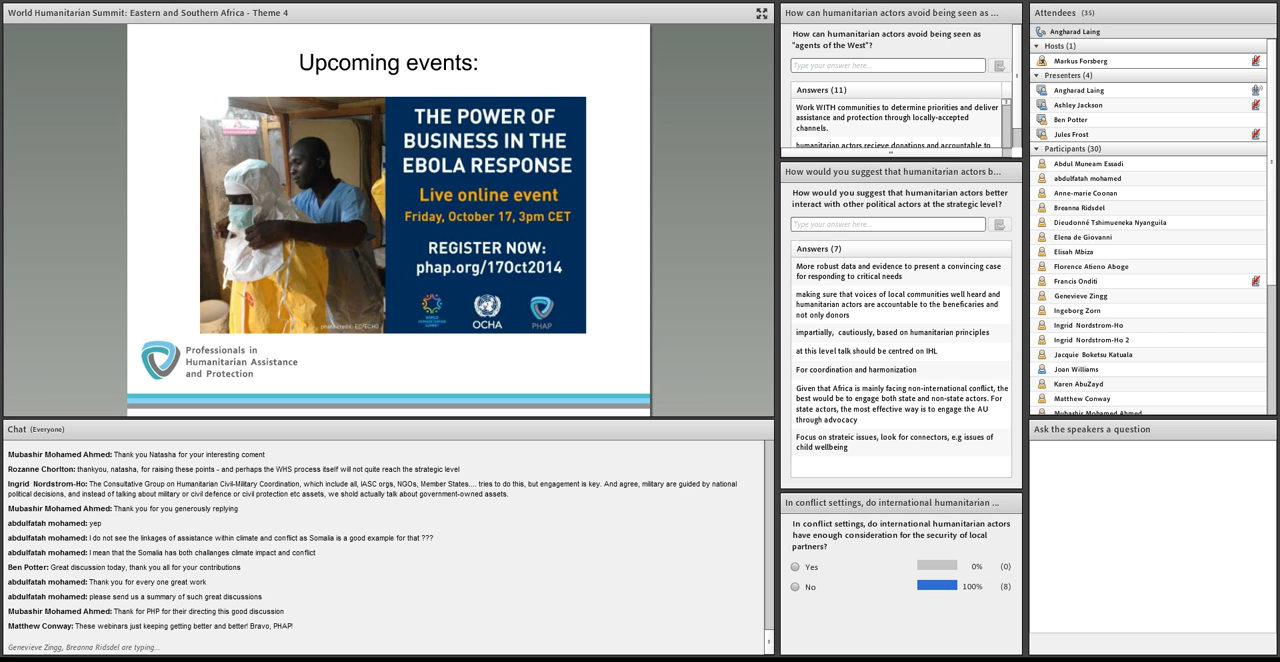 World Humanitarian Summit: Eastern and Southern Africa - Theme 4
Upcoming events:
THE POWER OF
BUSINESS IN THE
EBOLA RESPONSE
Live online event
Friday, October 17, 3pm CET
REGISTER NOW:
phap.org/17Oct2014
OCHA
PHAP
Professionals in
Humanitarian Assistance
and Protection
Chat (Everyone)
Mubashir Mohamed Ahmed: Thank you Natasha for your interesting coment
Rozanne Chorlton: thankyou, natasha, for raising these points - and perhaps the WHS process itself will not quite reach the strategic level
Ingrid Nordstrom-Ho: The Consultative Group on Humanitarian Civil-Military Coordination, which include all, IASC orgs, NGOs, Member States.... tries to do this, but engagement is key. And agree, military are guided by national
political decisions, and instead of talking about military or civil defence or civil protection etc assets, we shold actually talk about government-owned assets.
Mubashir Mohamed Ahmed: Thank you for you generously replying
abdulfatah mohamed: yep
abdulfatah mohamed: I do not see the linkages of assistance within climate and conflict as Somalia is a good example for that ???
abdulfatah mohamed: I mean that the Somalia has both challenges climate impact and conflict
Ben Potter: Great discussion today, thank you all for your contributions
abdulfatah mohamed: Thank you for every one great work
abdulfatah mohamed: please send us a summary of such great discussions
Mubashir Mohamed Ahmed: Thank for PHP for their directing this good discussion
Matthew Conway: These webinars just keeping getting better and better! Bravo, PHAP!
Genevieve Zingg, Breanna Ridsdel are typing...
How can humanitarian actors avoid being seen as ...
How can humanitarian actors avoid being seen as
"agents of the West"?
Type your answer here...
Answers (11)
Work WITH communities to determine priorities and deliver
assistance and protection through locally-accepted
channels.
humanitarian actors recieve donations and accountable to
How would you suggest that humanitarian actors b...
How would you suggest that humanitarian actors better
interact with other political actors at the strategic level?
Type your answer here...
Answers (7)
More robust data and evidence to present a convincing case
for responding to critical needs
making sure that voices of local communities well heard and
humanitarian actors are accountable to the beneficaries and
not only donors
impartially, cautiously, based on humanitarian principles
at this level talk should be centred on IHL
For coordination and harmonization
Given that Africa is mainly facing non-international conflict, the
best would be to engage both state and non-state actors. For
state actors, the most effective way is to engage the AU
through advocacy
Focus on strateic issues, look for connectors, e.g issues of
child wellbeing
In conflict settings, do international humanitarian ...
In conflict settings, do international humanitarian actors
have enough consideration for the security of local
partners?
Yes 0% (0)
No 100% (8)
Attendees (35)
Angharad Laing
Hosts (1)
Markus Forsberg
Presenters (4)
Angharad Laing
Ashley Jackson
Ben Potter
Jules Frost
Participants (30)
Abdul Muneam Essadi
abdulfatah mohamed
Anne-marie Coonan
Breanna Ridsdel
Dieudonné Tshimueneka Nyanguila
Elena de Giovanni
Elisah Mbiza
Florence Atieno Aboge
Francis Onditi
Genevieve Zingg
Ingeborg Zorn
Ingrid Nordstrom-Ho
Ingrid Nordstrom-Ho 2
Jacquie Boketsu Katuala
Joan Williams
Karen AbuZayd
Matthew Conway
Mubashir Mohamed Ahmed
Ask the speakers a question